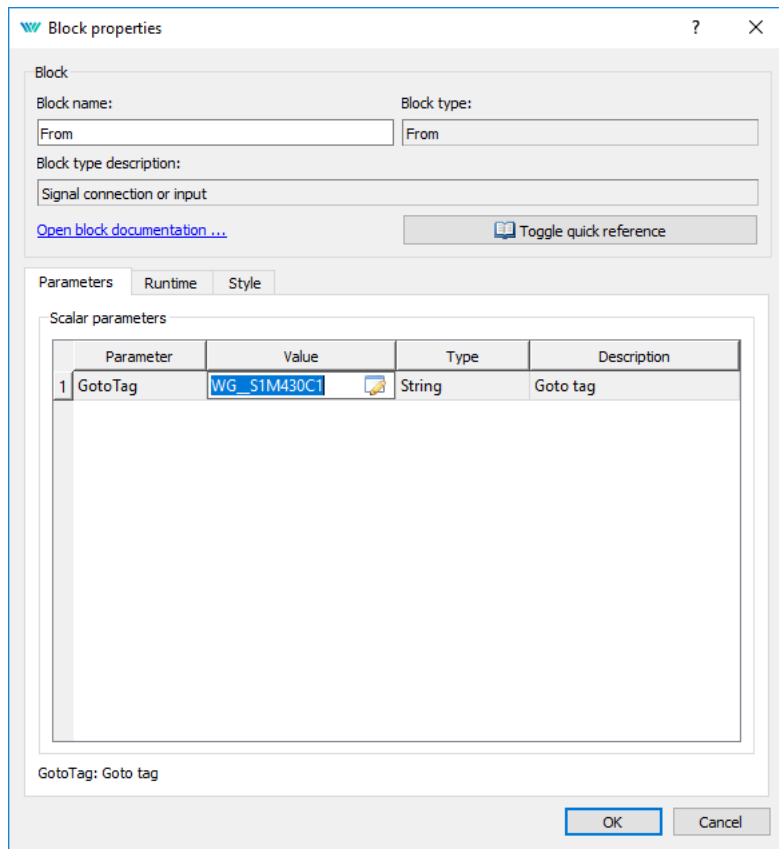 Block properties
?
Block
Block name:
Block type:
From
From
Block type description:
Signal connection or input
Open block documentation ...
Toggle quick reference
Parameters Runtime Style
Scalar parameters
Parameter Value Type Description
1 GotoTag WG__S1M430C1 String Goto tag
GotoTag: Goto tag
OK Cancel